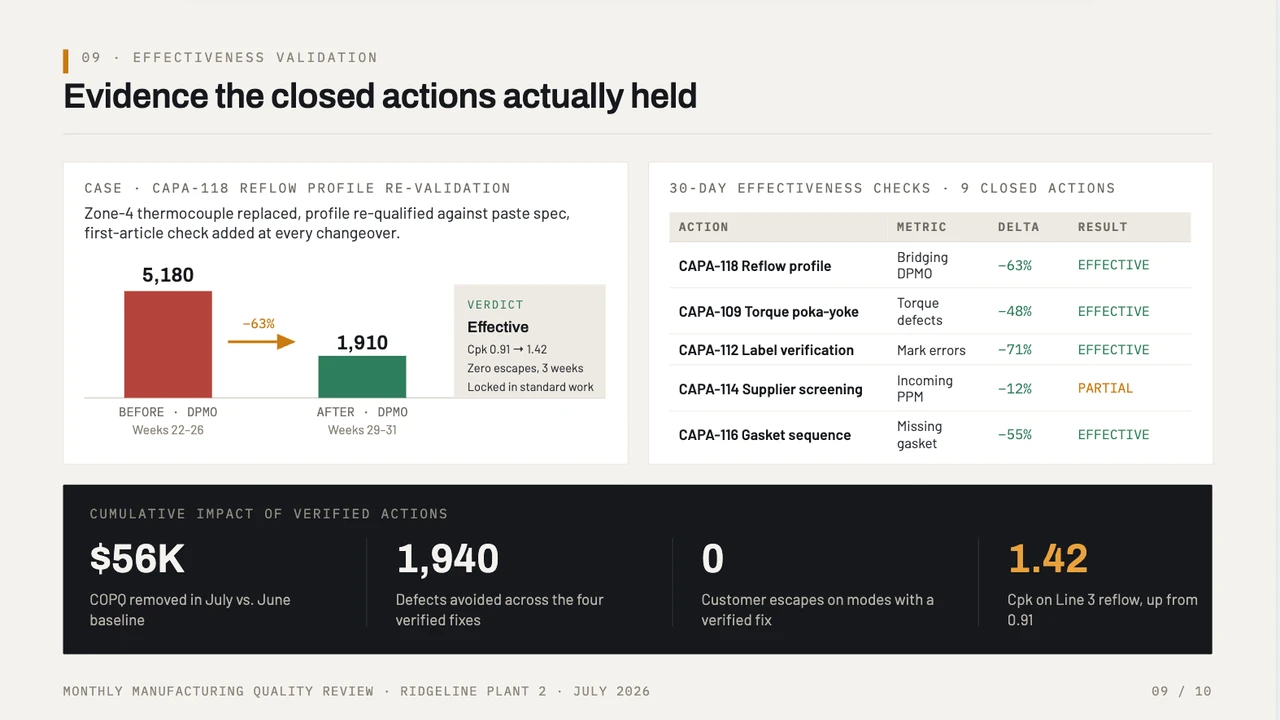 09 · EFFECTIVENESS VALIDATION
Evidence the closed actions actually held
CASE · CAPA-118 REFLOW PROFILE RE-VALIDATION
Zone-4 thermocouple replaced, profile re-qualified against paste spec,
first-article check added at every changeover.
5,180
−63%
1,910
BEFORE · DPMO
Weeks 22–26
AFTER · DPMO
Weeks 29–31
VERDICT
Effective
Cpk 0.91 → 1.42
Zero escapes, 3 weeks
Locked in standard work
30-DAY EFFECTIVENESS CHECKS · 9 CLOSED ACTIONS
ACTION METRIC DELTA RESULT
CAPA-118 Reflow profile Bridging DPMO −63% EFFECTIVE
CAPA-109 Torque poka-yoke Torque defects −48% EFFECTIVE
CAPA-112 Label verification Mark errors −71% EFFECTIVE
CAPA-114 Supplier screening Incoming PPM −12% PARTIAL
CAPA-116 Gasket sequence Missing gasket −55% EFFECTIVE
CUMULATIVE IMPACT OF VERIFIED ACTIONS
$56K
COPQ removed in July vs. June
baseline
1,940
Defects avoided across the four
verified fixes
0
Customer escapes on modes with a
verified fix
1.42
Cpk on Line 3 reflow, up from
0.91
MONTHLY MANUFACTURING QUALITY REVIEW · RIDGELINE PLANT 2 · JULY 2026
09 / 10